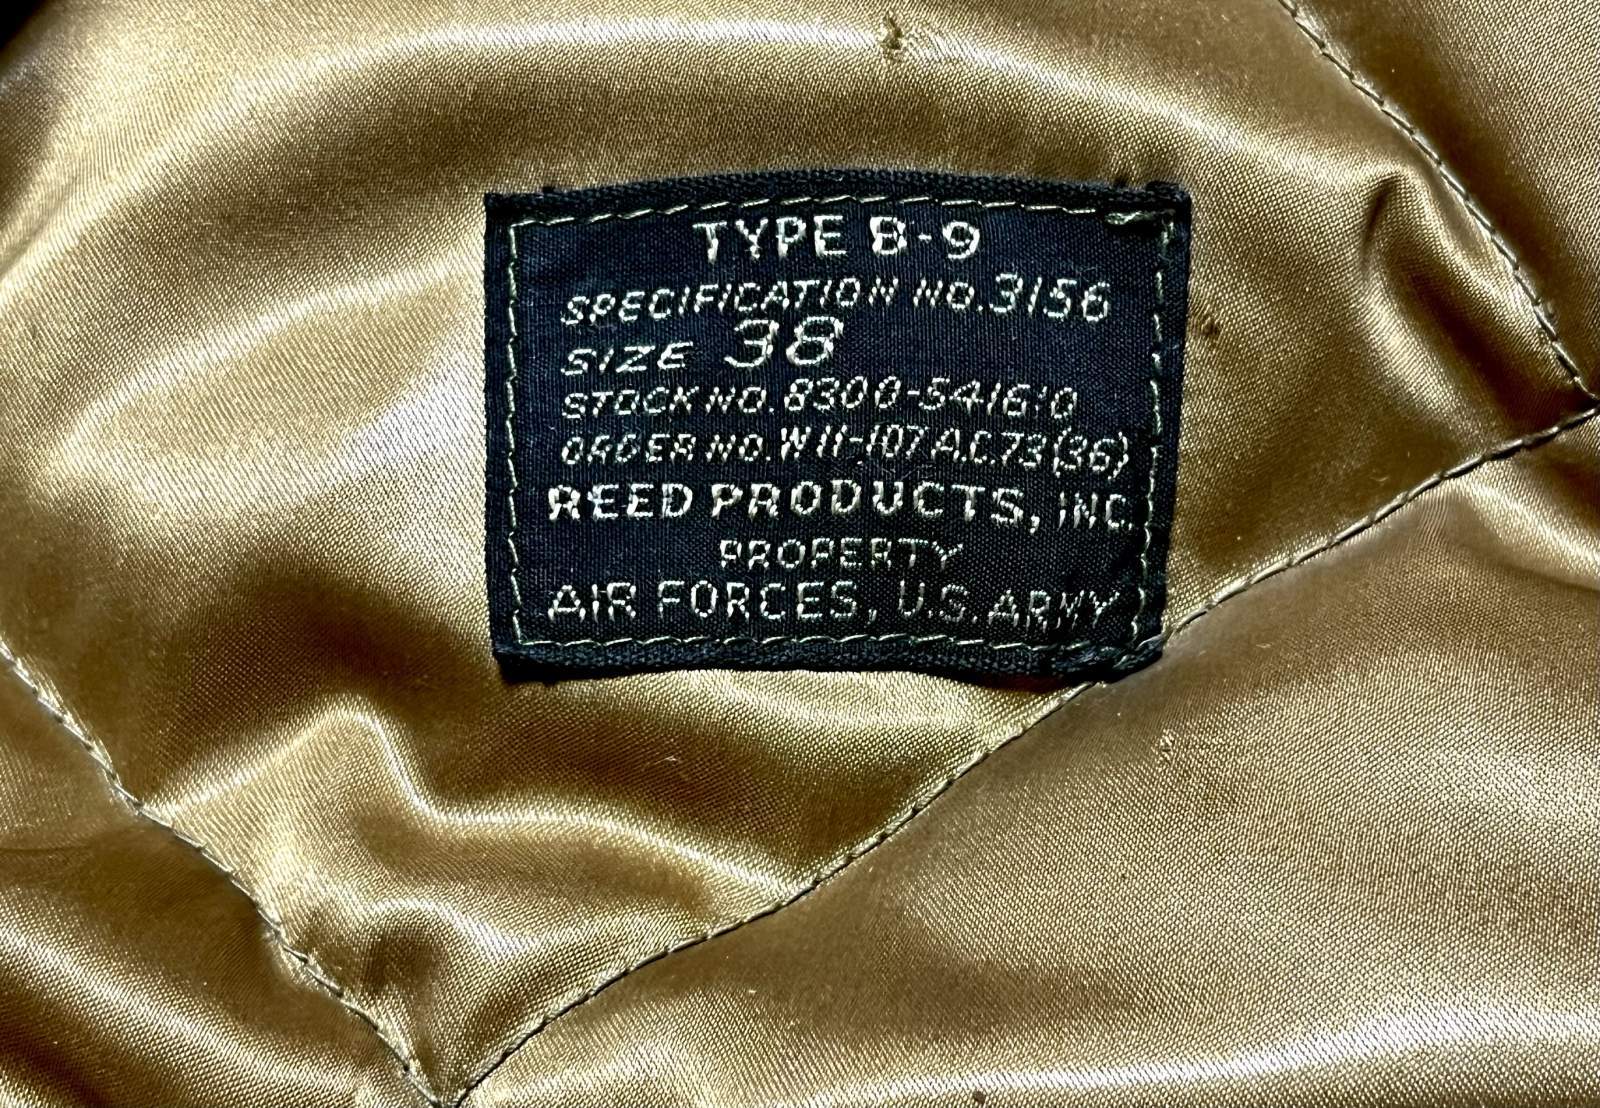 TYPE B-9
SPECIFICATION NO. 3156
SIZE 38
STOCK NO. 8300-541610
ORDER NO. W11-107 A.C. 73 (36)
REED PRODUCTS, INC.
PROPERTY
AIR FORCES, U.S. ARMY